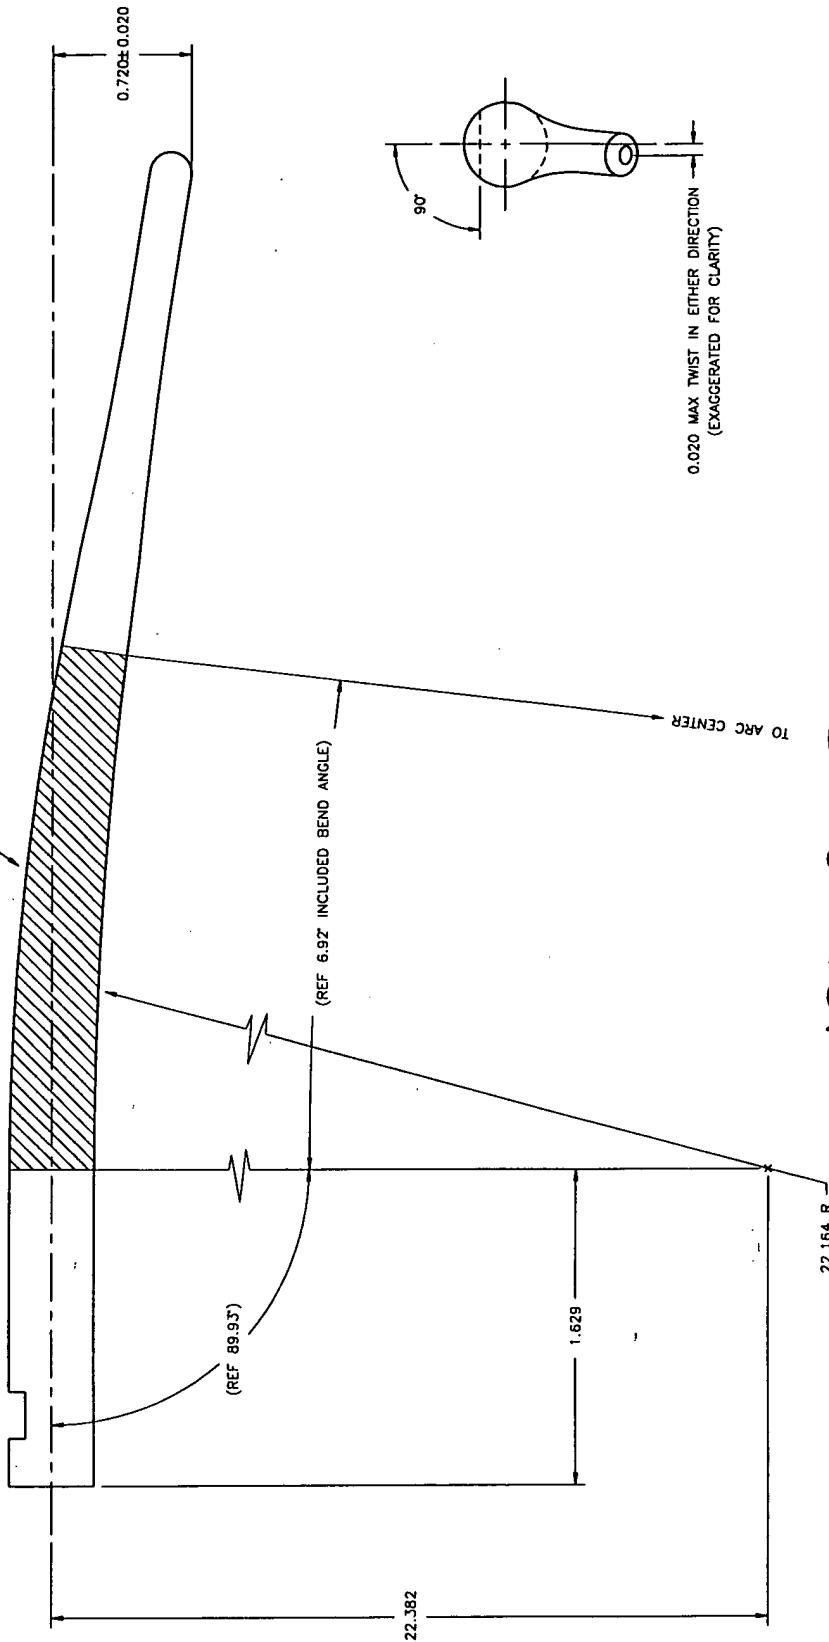 0.720±0.020
90°
0.020 MAX TWIST IN EITHER DIRECTION
(EXAGGERATED FOR CLARITY)
TO ARC CENTER
(REF 6.92° INCLUDED BEND ANGLE)
(REF 89.93°)
1.629
22.382
22.164 R